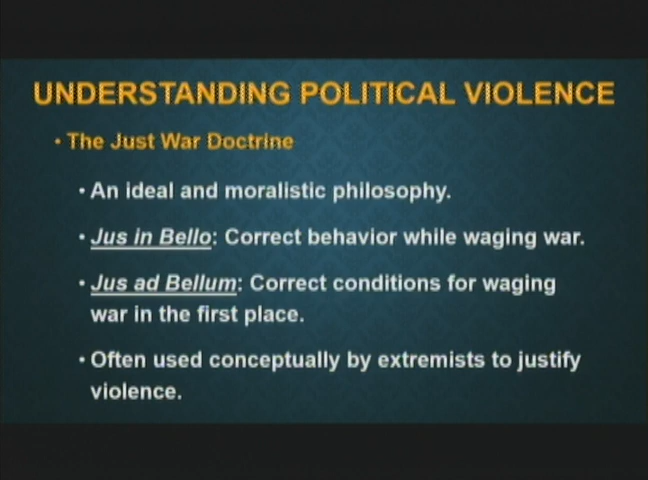 UNDERSTANDING POLITICAL VIOLENCE
• The Just War Doctrine
• An ideal and moralistic philosophy.
• Jus in Bello: Correct behavior while waging war.
• Jus ad Bellum: Correct conditions for waging
war in the first place.
• Often used conceptually by extremists to justify
violence.